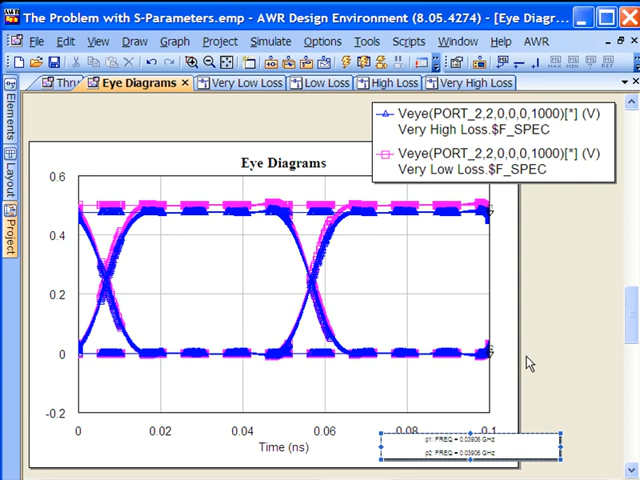 The Problem with S-Parameters.emp - AWR Design Environment (8.05.4274) - [Eye Diagr...
File Edit View Draw Graph Project Simulate Options Tools Scripts Window Help AWR
Thru Eye Diagrams × Very Low Loss Low Loss High Loss Very High Loss
Elements
Layout
Project
Veye(PORT_2,2,0,0,0,1000)[*] (V)
Very High Loss.$F_SPEC
Veye(PORT_2,2,0,0,0,1000)[*] (V)
Very Low Loss.$F_SPEC
Eye Diagrams
0.6
0.4
0.2
0
-0.2
0 0.02 0.04 0.06 0.08 0.1
Time (ns)
p1: FREQ = 0.03906 GHz
p2: FREQ = 0.03906 GHz